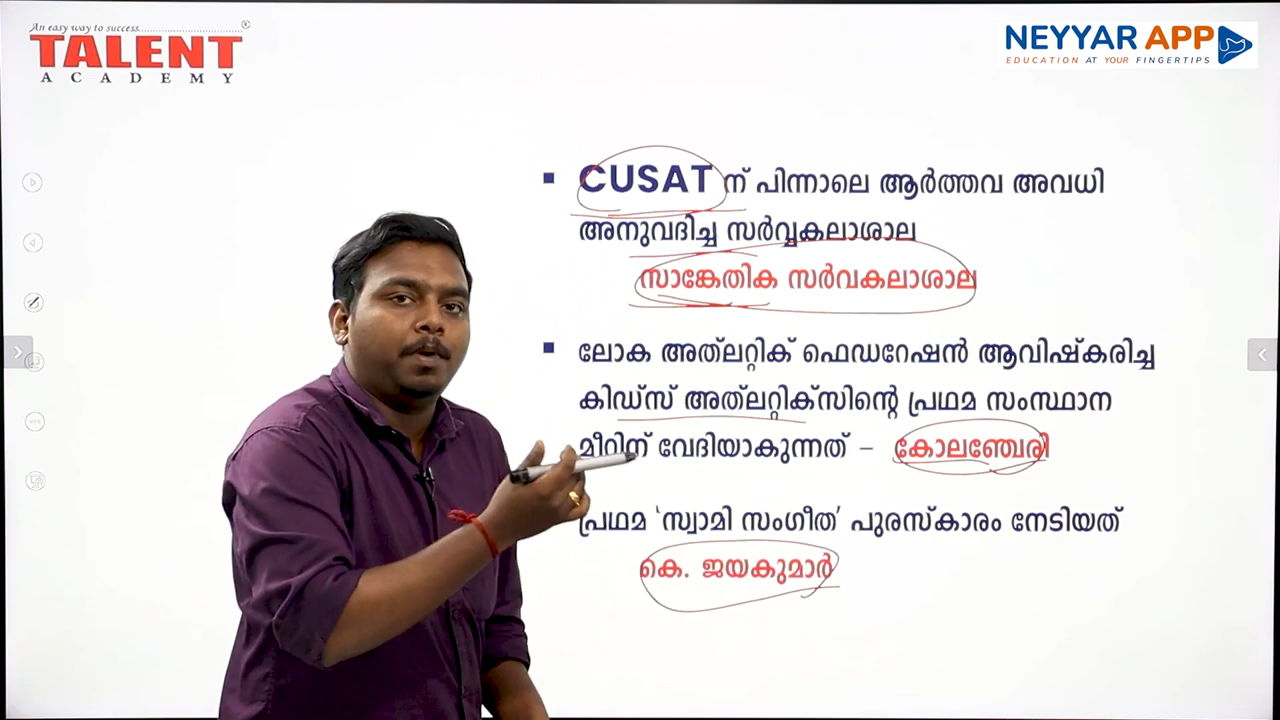 An easy way to success
TALENT
ACADEMY
NEYYAR APP
EDUCATION AT YOUR FINGERTIPS
CUSAT ന് പിന്നാലെ ആർത്തവ അവധി
അനുവദിച്ച സർവ്വകലാശാല
സാങ്കേതിക സർവകലാശാല
ലോക അത്‌ലറ്റിക് ഫെഡറേഷൻ ആവിഷ്കരിച്ച
കിഡ്സ് അത്‌ലറ്റിക്സിന്റെ പ്രഥമ സംസ്ഥാന
മീറ്റിന് വേദിയാകുന്നത് – കോലഞ്ചേരി
പ്രഥമ ‘സ്വാമി സംഗീത’ പുരസ്കാരം നേടിയത്
കെ. ജയകുമാർ